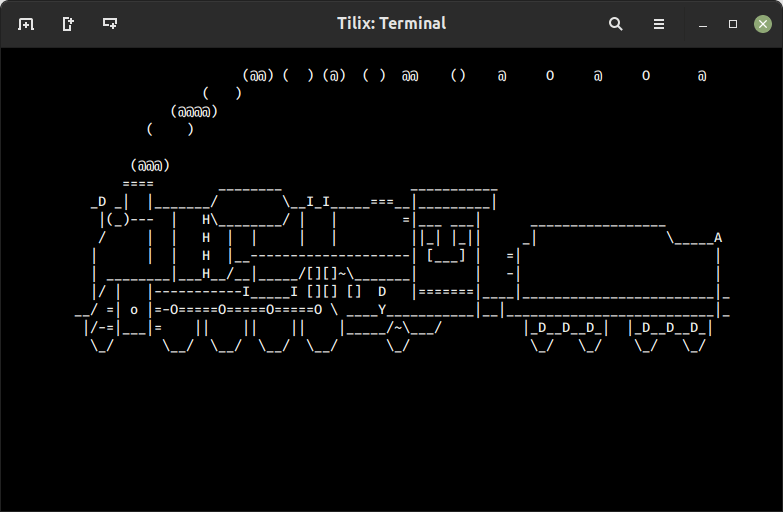 Tilix: Terminal
                              (@@) (  ) (@)  ( )  @@    ()    @     O     @     O      @
                         (   )
                     (@@@@)
                  (    )

                (@@@)
               ====        ________                ___________
           _D _|  |_______/        \__I_I_____===__|_________|
            |(_)---  |   H\________/ |   |        =|___ ___|      _________________
            /     |  |   H  |  |     |   |         ||_| |_||     _|                \_____A
           |      |  |   H  |__--------------------| [___] |   =|                        |
           | ________|___H__/__|_____/[][]~\_______|       |   -|                        |
           |/ |   |-----------I_____I [][] []  D   |=======|____|________________________|_
         __/ =| o |=-O=====O=====O=====O \ ____Y___________|__|__________________________|_
          |/-=|___|=    ||    ||    ||    |_____/~\___/          |_D__D__D_|  |_D__D__D_|
           \_/      \__/  \__/  \__/  \__/      \_/               \_/   \_/    \_/   \_/